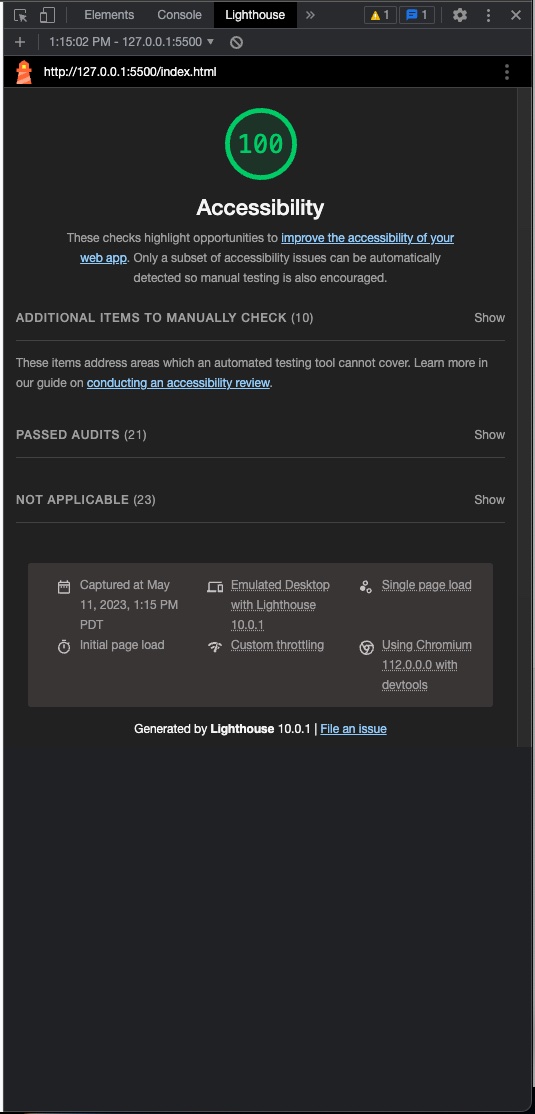 Elements Console Lighthouse » 1 1
+ 1:15:02 PM - 127.0.0.1:5500
http://127.0.0.1:5500/index.html
100
Accessibility
These checks highlight opportunities to improve the accessibility of your
web app. Only a subset of accessibility issues can be automatically
detected so manual testing is also encouraged.
ADDITIONAL ITEMS TO MANUALLY CHECK (10) Show
These items address areas which an automated testing tool cannot cover. Learn more in
our guide on conducting an accessibility review.
PASSED AUDITS (21) Show
NOT APPLICABLE (23) Show
Captured at May
11, 2023, 1:15 PM
PDT
Emulated Desktop
with Lighthouse
10.0.1
Single page load
Initial page load
Custom throttling
Using Chromium
112.0.0.0 with
devtools
Generated by Lighthouse 10.0.1 | File an issue